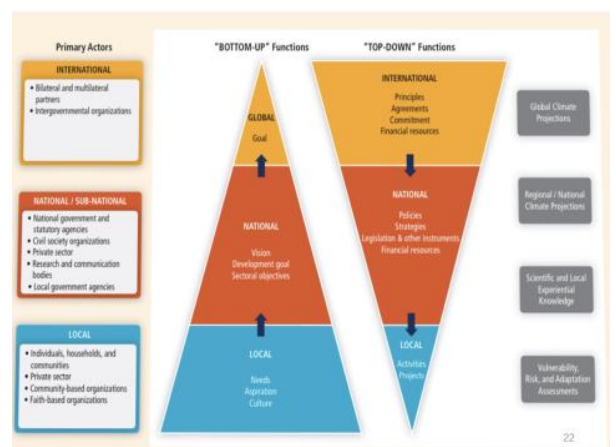 Primary Actors
INTERNATIONAL
• Bilateral and multilateral
partners
• Intergovernmental organizations
NATIONAL / SUB-NATIONAL
• National government and
statutory agencies
• Civil society organizations
• Private sector
• Research and communication
bodies
• Local government agencies
LOCAL
• Individuals, households, and
communities
• Private sector
• Community-based organizations
• Faith-based organizations
"BOTTOM-UP" Functions
GLOBAL
Goal
NATIONAL
Vision
Development goal
Sectoral objectives
LOCAL
Needs
Aspiration
Culture
"TOP-DOWN" Functions
INTERNATIONAL
Principles
Agreements
Commitment
Financial resources
NATIONAL
Policies
Strategies
Legislation & other instruments
Financial resources
LOCAL
Activities
Projects
Global Climate
Projections
Regional / National
Climate Projections
Scientific and Local
Experiential
Knowledge
Vulnerability,
Risk, and Adaptation
Assessments
22